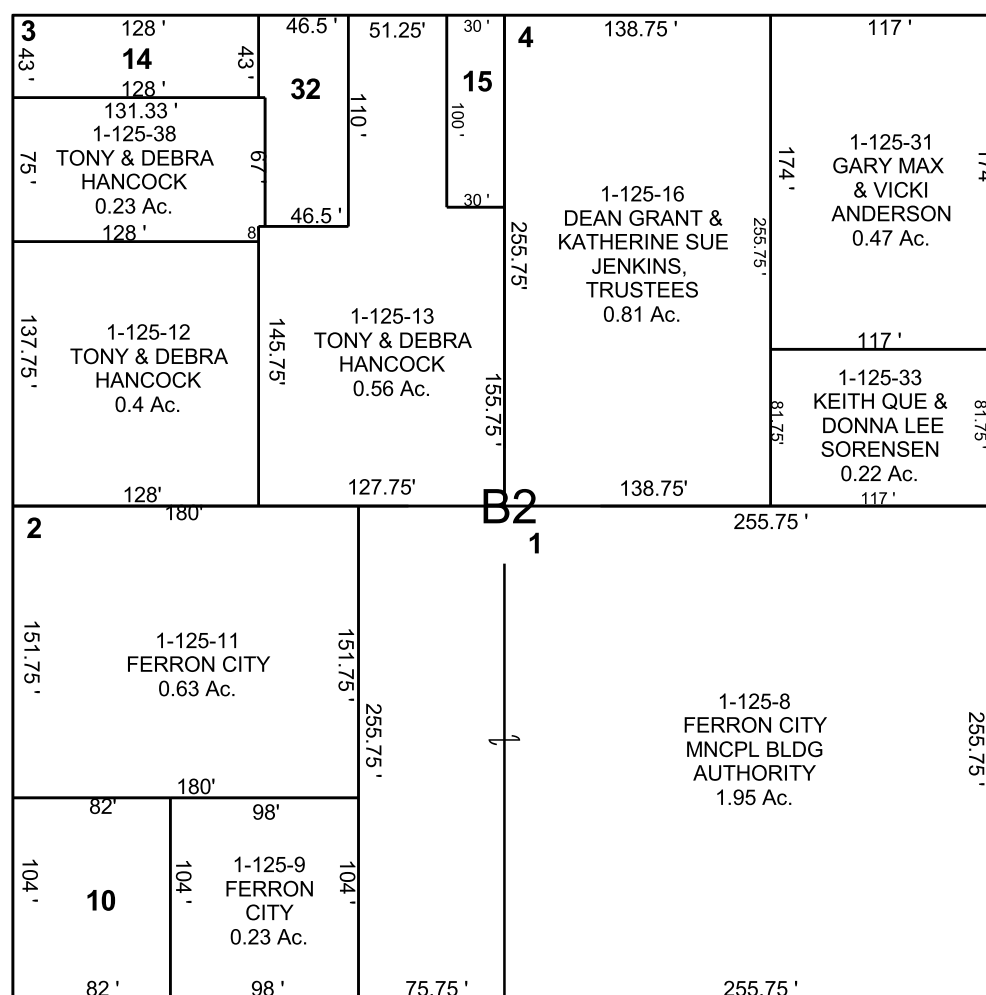 3
128'
43 '
14
43 '
128'
46.5 '
32
51.25'
110 '
30 '
15
100 '
30 '
46.5 '
131.33 '
1-125-38
TONY & DEBRA
HANCOCK
0.23 Ac.
75 '
67 '
128 '
8'
137.75 '
1-125-12
TONY & DEBRA
HANCOCK
0.4 Ac.
128'
145.75'
1-125-13
TONY & DEBRA
HANCOCK
0.56 Ac.
155.75 '
127.75'
4
138.75 '
255.75'
1-125-16
DEAN GRANT &
KATHERINE SUE
JENKINS,
TRUSTEES
0.81 Ac.
255.75 '
138.75'
117 '
174 '
1-125-31
GARY MAX
& VICKI
ANDERSON
0.47 Ac.
174
117 '
81.75'
1-125-33
KEITH QUE &
DONNA LEE
SORENSEN
0.22 Ac.
81.75'
117 '
B2
2
180'
151.75 '
1-125-11
FERRON CITY
0.63 Ac.
151.75 '
180'
255.75 '
82'
104 '
10
82 '
98'
104 '
1-125-9
FERRON
CITY
0.23 Ac.
104 '
98 '
75.75 '
1
255.75 '
1-125-8
FERRON CITY
MNCPL BLDG
AUTHORITY
1.95 Ac.
255.75 '
255.75 '